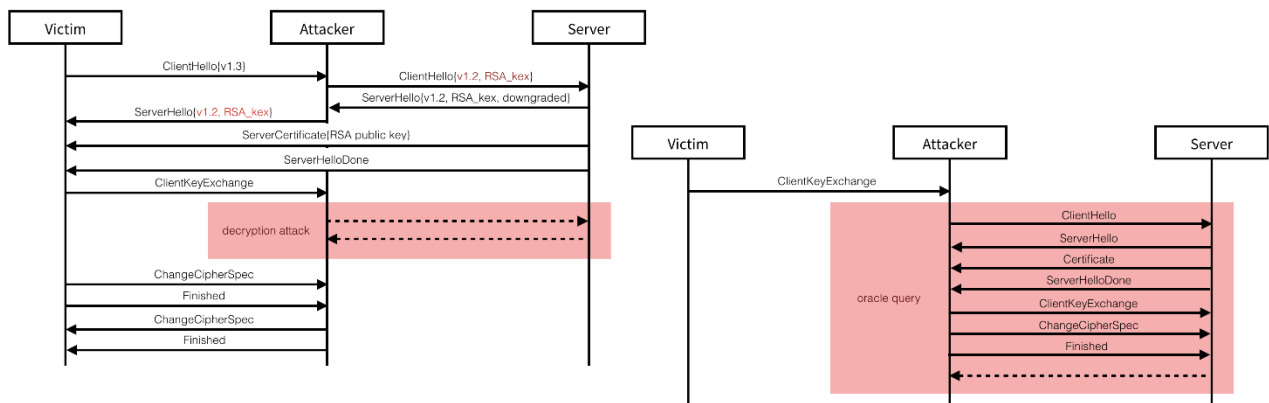 Victim
Attacker
Server
ClientHello{v1.3}
ClientHello{v1.2, RSA_kex}
ServerHello{v1.2, RSA_kex, downgraded}
ServerHello{v1.2, RSA_kex}
ServerCertificate{RSA public key}
ServerHelloDone
ClientKeyExchange
decryption attack
ChangeCipherSpec
Finished
ChangeCipherSpec
Finished
Victim
Attacker
Server
ClientKeyExchange
ClientHello
ServerHello
Certificate
ServerHelloDone
oracle query
ClientKeyExchange
ChangeCipherSpec
Finished